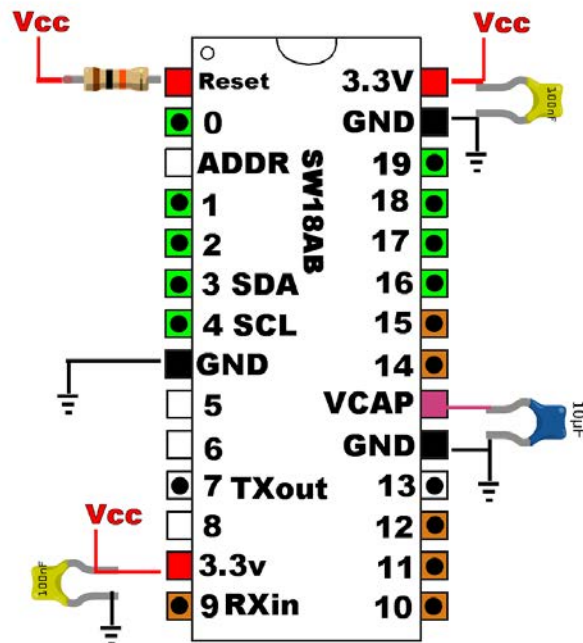 Vcc
Vcc
Reset
3.3V
100nF
0
GND
ADDR
19
SW18AB
1
18
2
17
3 SDA
16
4 SCL
15
GND
14
5
VCAP
10µF
6
GND
7 TXout
13
Vcc
8
12
100nF
3.3v
11
9 RXin
10